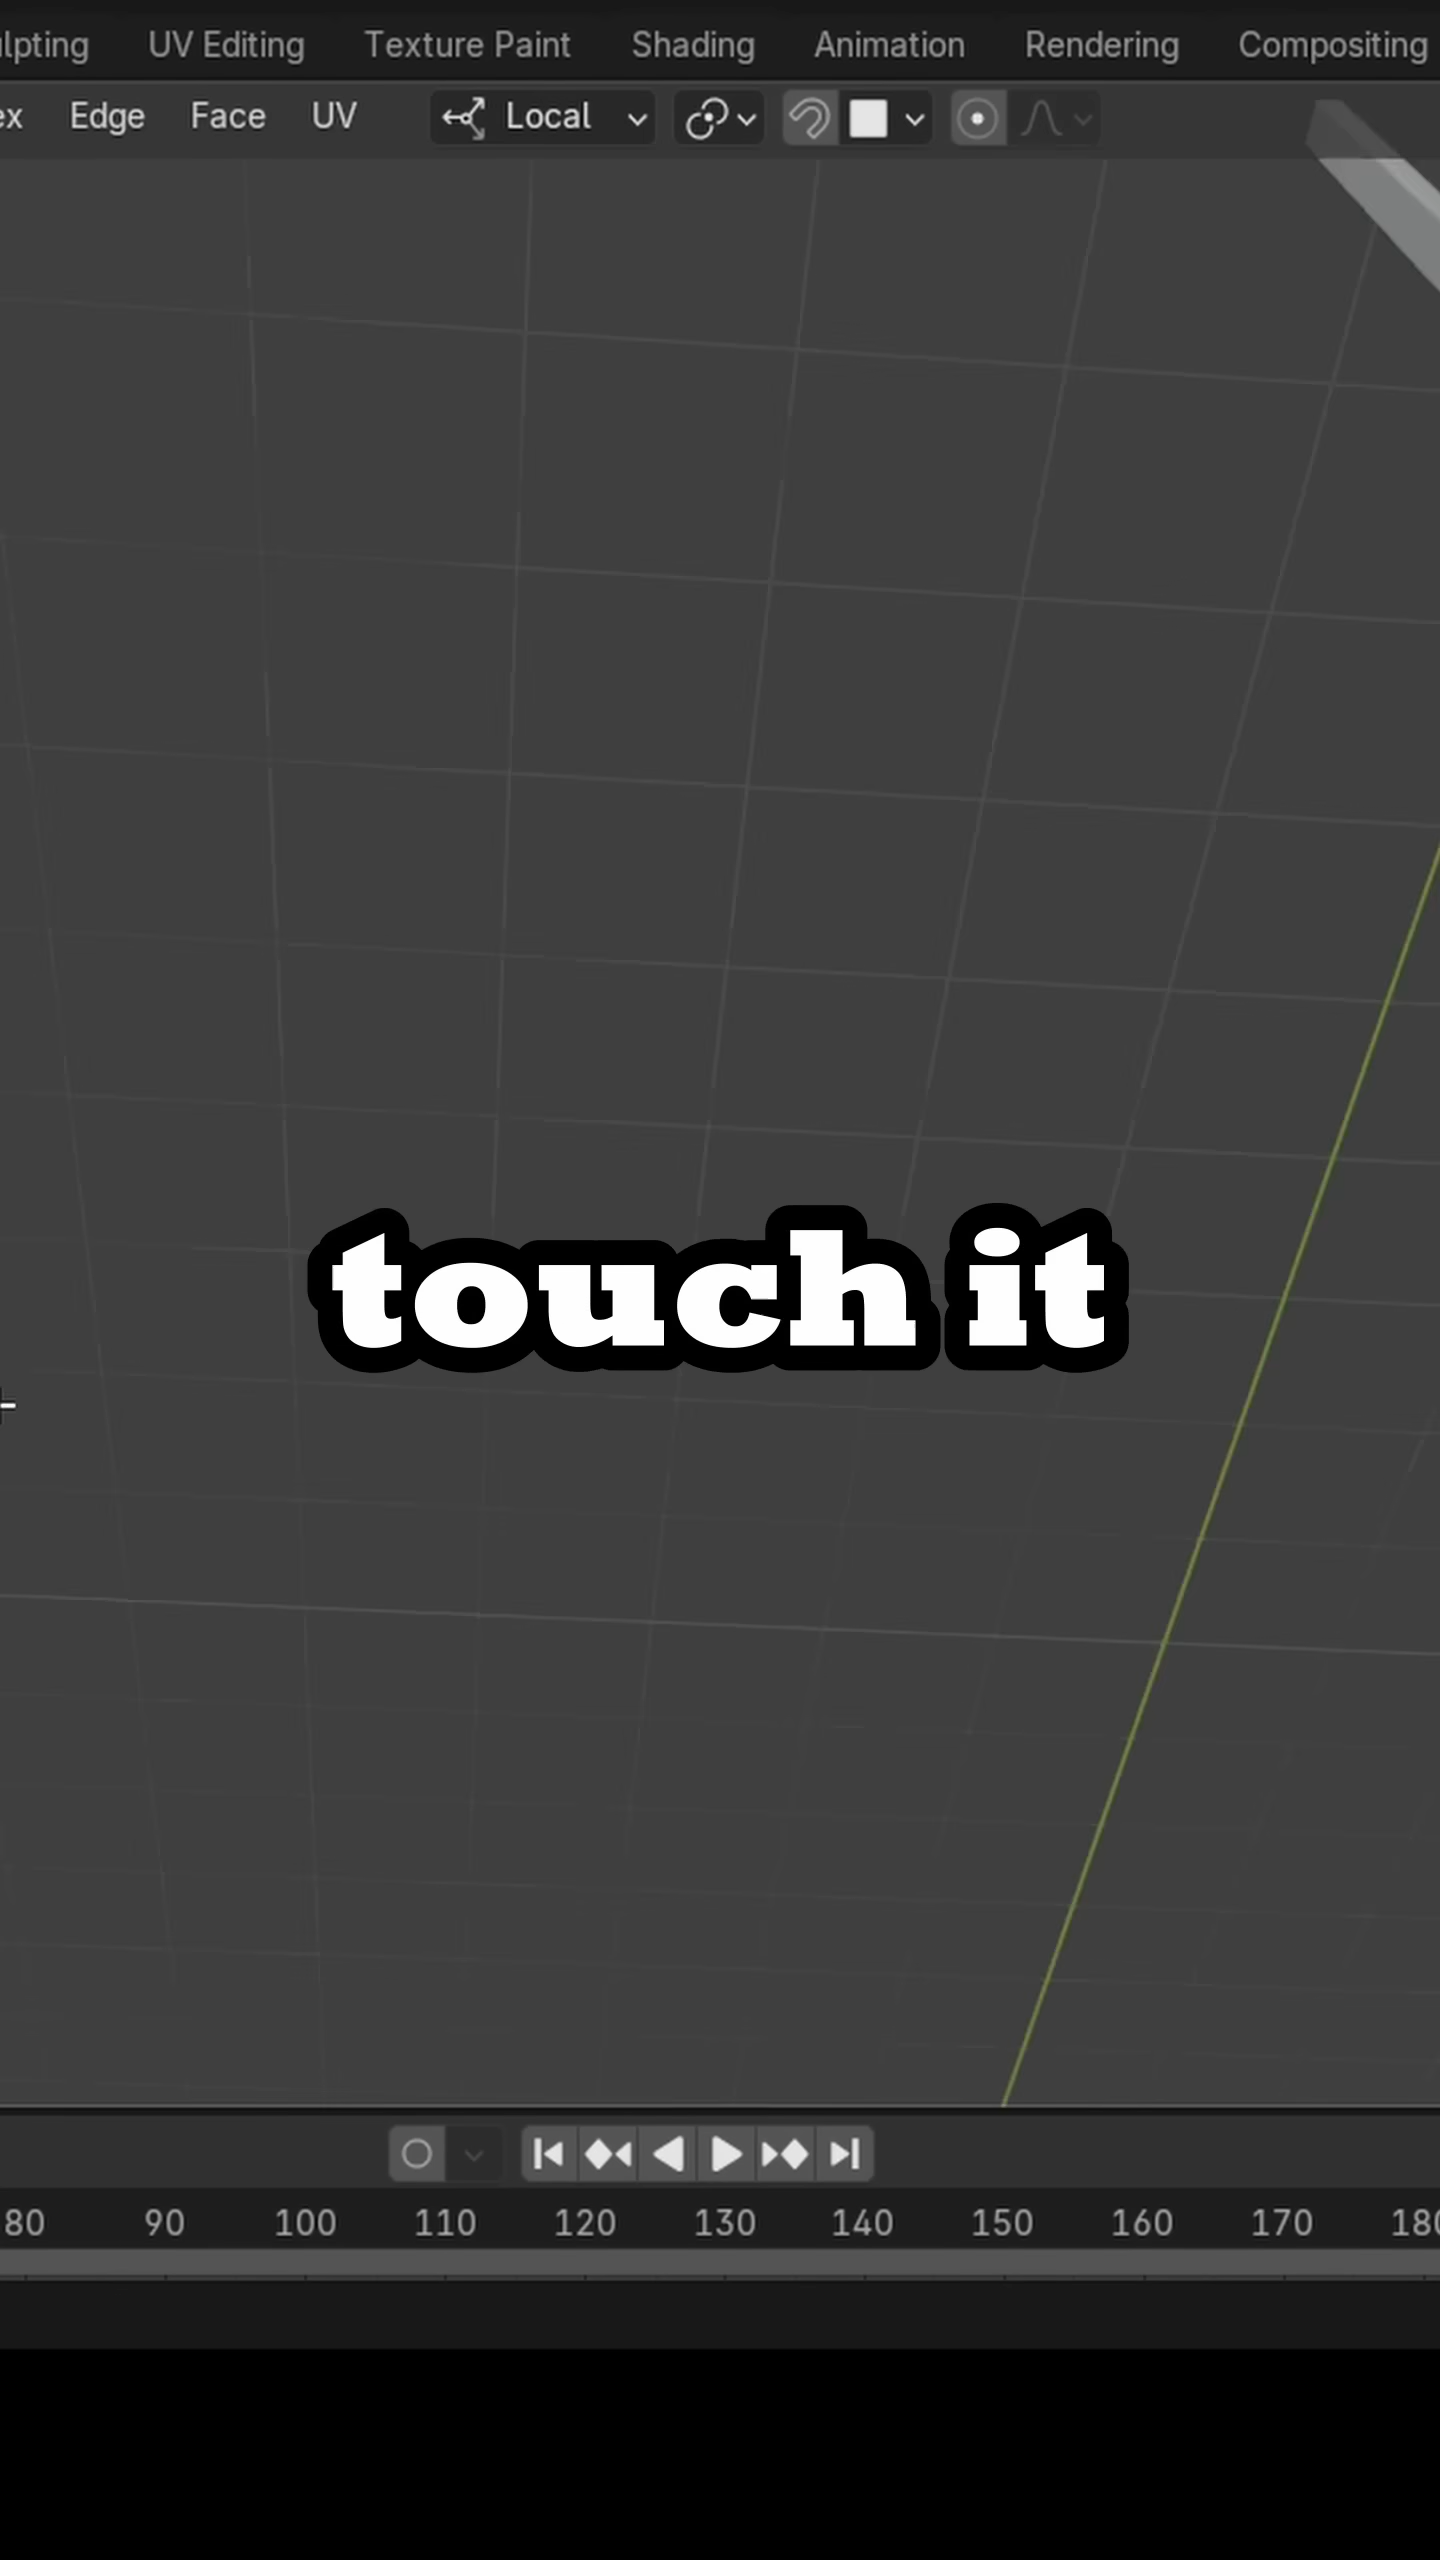 lpting UV Editing Texture Paint Shading Animation Rendering Compositing
ex Edge Face UV Local
touch it
80 90 100 110 120 130 140 150 160 170 180